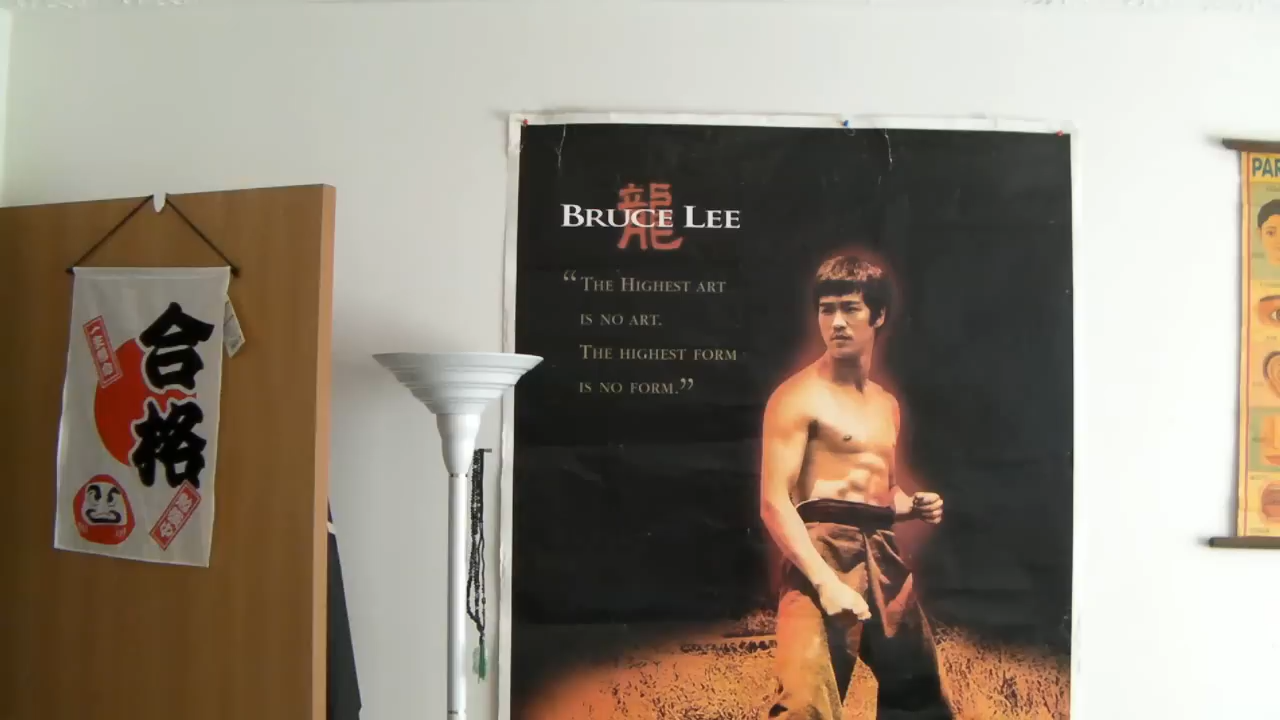 合格
龍
BRUCE LEE
“THE HIGHEST ART
IS NO ART.
THE HIGHEST FORM
IS NO FORM.”
PAR